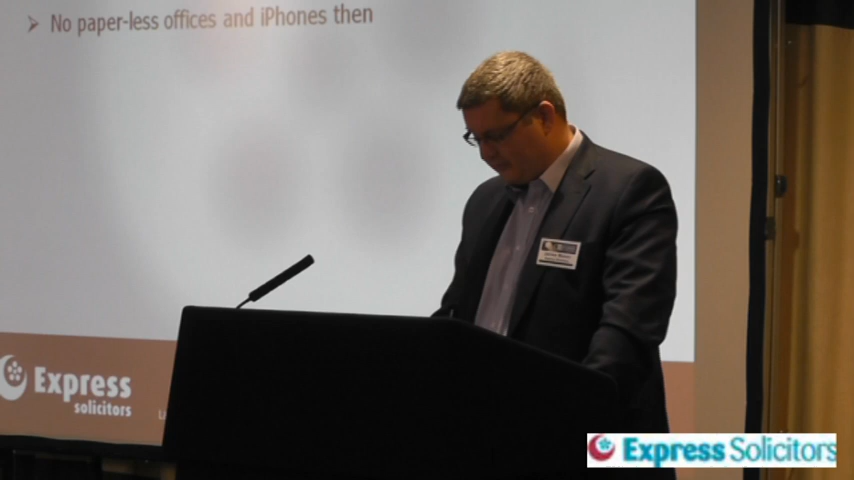 ➤ No paper-less offices and iPhones then
Express
solicitors
Express Solicitors